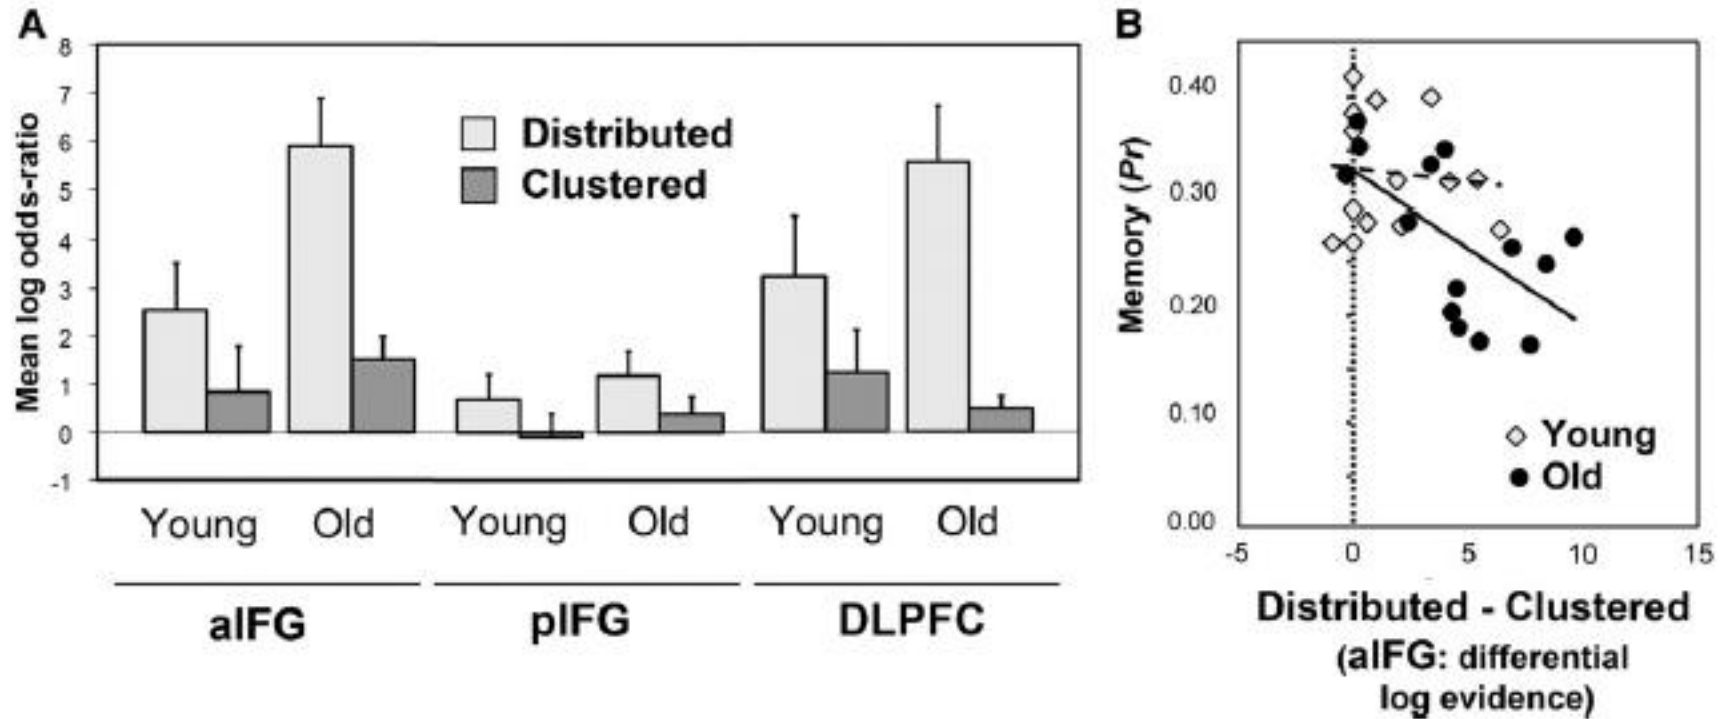 A
8
7
6
5
4
3
2
1
0
-1
Mean log odds-ratio
Distributed
Clustered
Young Old Young Old Young Old
aIFG pIFG DLPFC
B
0.40
0.30
0.20
0.10
0.00
Memory (Pr)
Young
Old
-5 0 5 10 15
Distributed - Clustered
(aIFG: differential
log evidence)